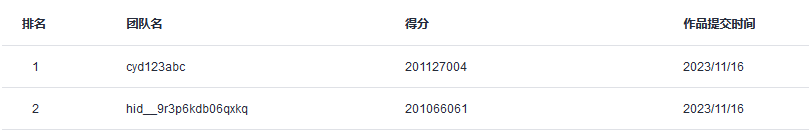 排名 团队名 得分 作品提交时间
1 cyd123abc 201127004 2023/11/16
2 hid__9r3p6kdb06qxkq 201066061 2023/11/16